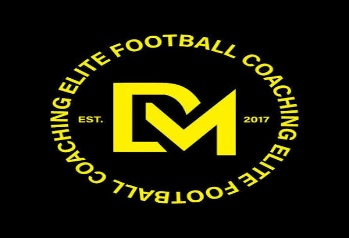 ELITE FOOTBALL COACHING
EST.
DM
2017
ELITE FOOTBALL COACHING